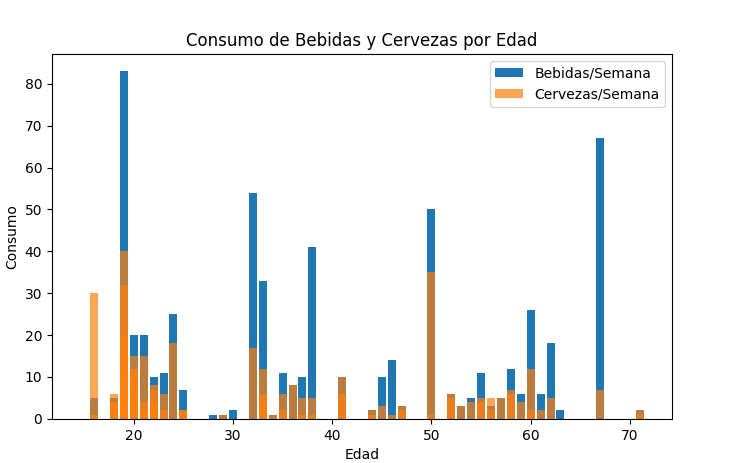 Consumo de Bebidas y Cervezas por Edad
Bebidas/Semana
Cervezas/Semana
80
70
60
50
40
30
20
10
0
Consumo
20 30 40 50 60 70
Edad